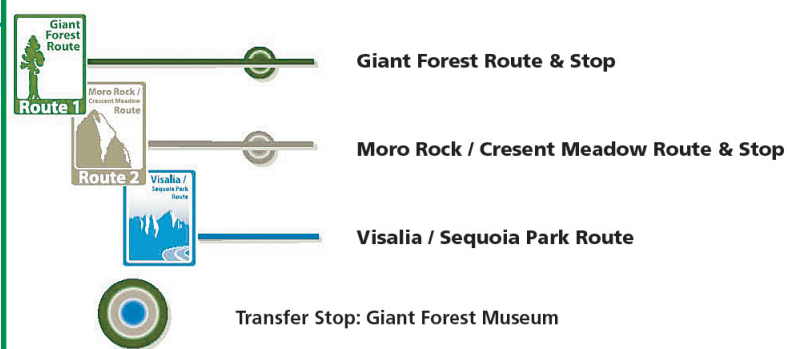 Giant
Forest
Route
Route 1
Giant Forest Route & Stop
Moro Rock /
Crescent Meadow
Route
Route 2
Moro Rock / Cresent Meadow Route & Stop
Visalia /
Sequoia Park
Route
Visalia / Sequoia Park Route
Transfer Stop: Giant Forest Museum